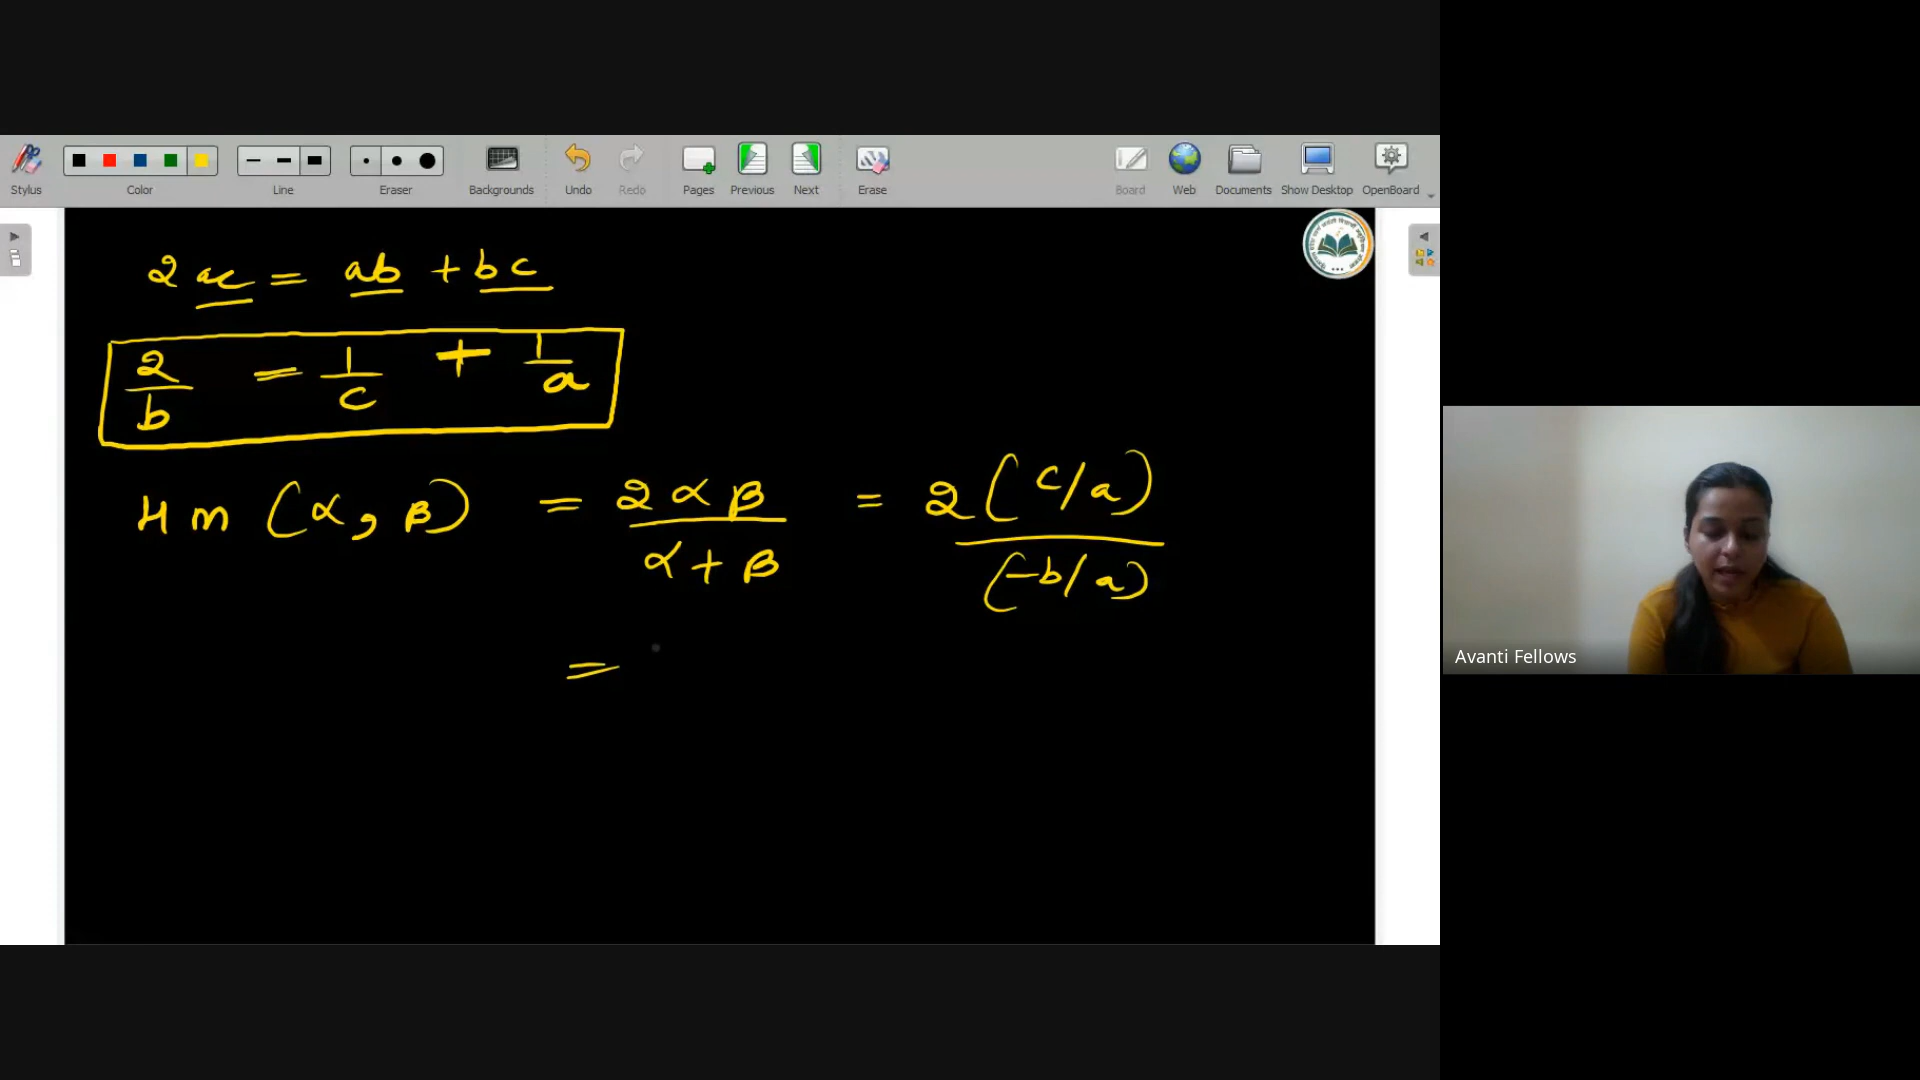 Stylus Color Line Eraser Backgrounds Undo Redo Pages Previous Next Erase Board Web Documents Show Desktop OpenBoard
2ac = ab + bc
2/b = 1/c + 1/a
Hm (α, β) = 2αβ/(α+β) = 2(c/a)/(-b/a)
=
Avanti Fellows